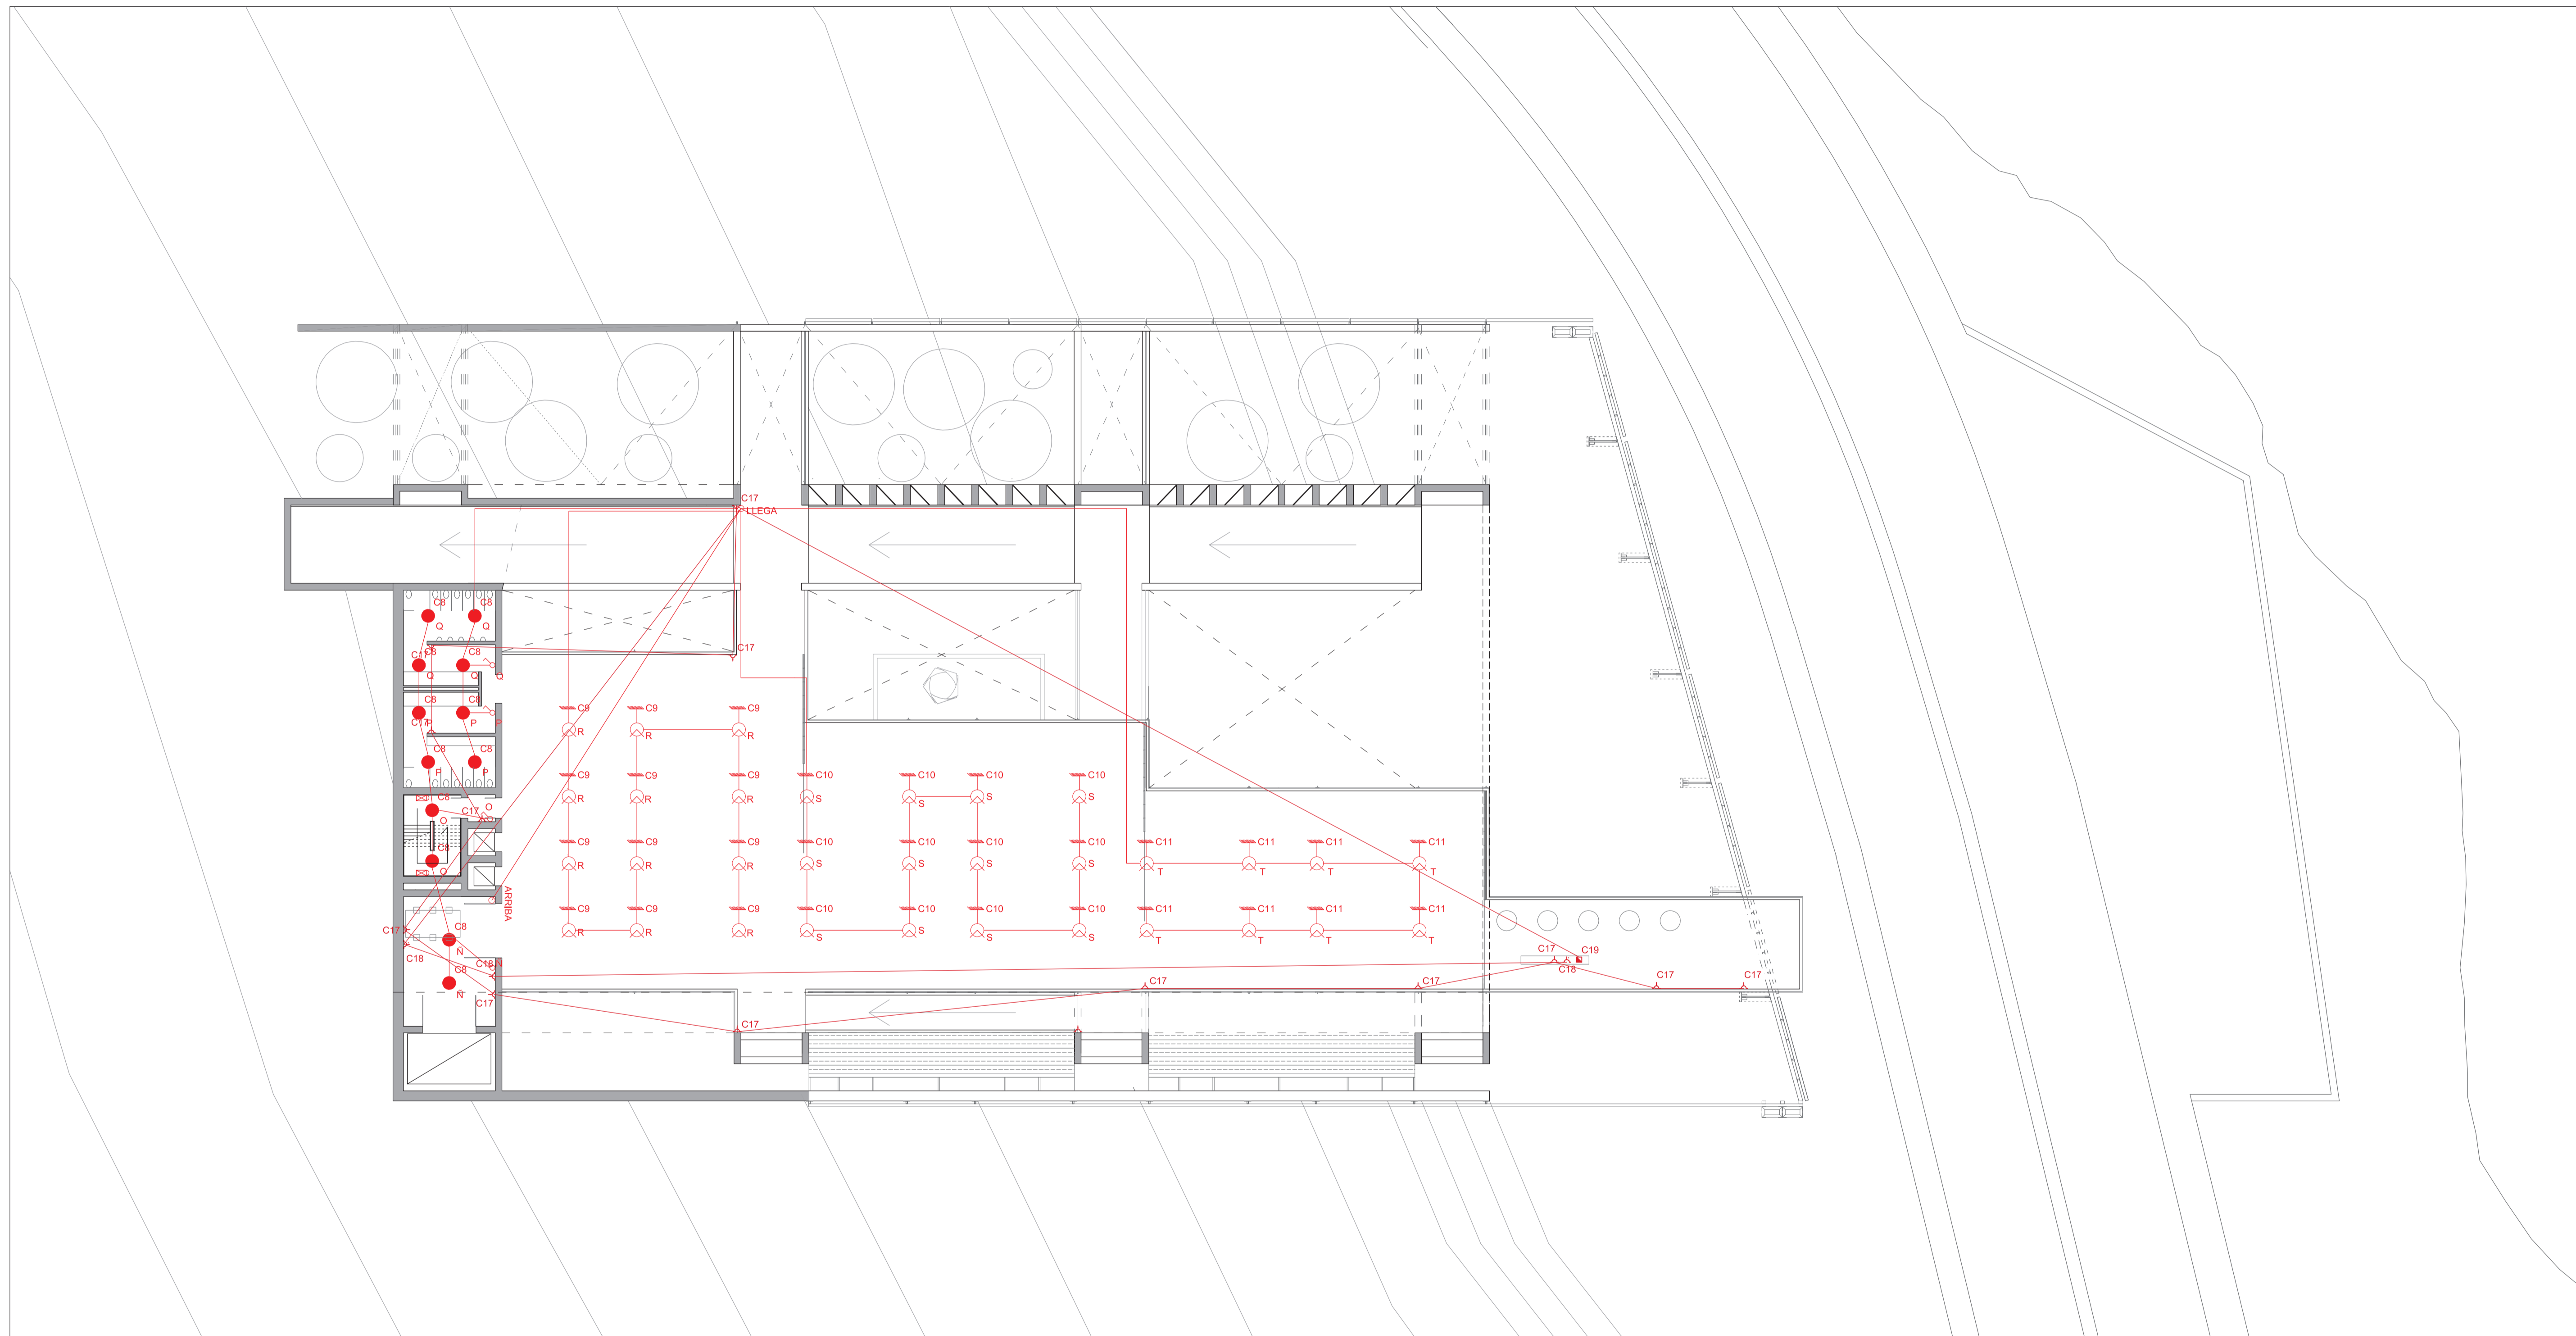 C17
LLEGA
C8 C8
Q Q
C17
C17 C8 C8
Q Q Q
C8 C8
C17 P P P
C9 C9 C9
R R R
C8 C8
P P
C9 C9 C9 C10 C10 C10 C10
R R R S S S S
C8 O
C17
O
C9 C9 C9 C10 C10 C10 C10 C11 C11 C11 C11
C8
R R R S S S S T T T T
O
ARRIBA
C9 C9 C9 C10 C10 C10 C10 C11 C11 C11 C11
C17 C8
R R R S S S S T T T T
Ñ
C17 C19
C18
C18 Ñ
C18
C8
C17 C17
C17 C17
Ñ
C17
C17